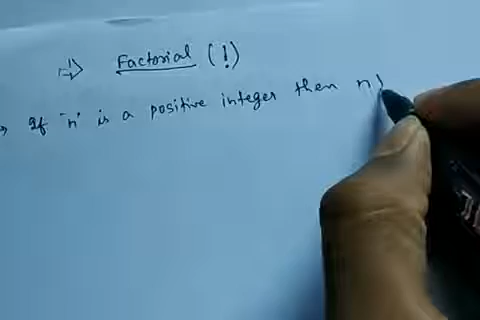 ⇒ Factorial (!)
→ If 'n' is a positive integer then n!